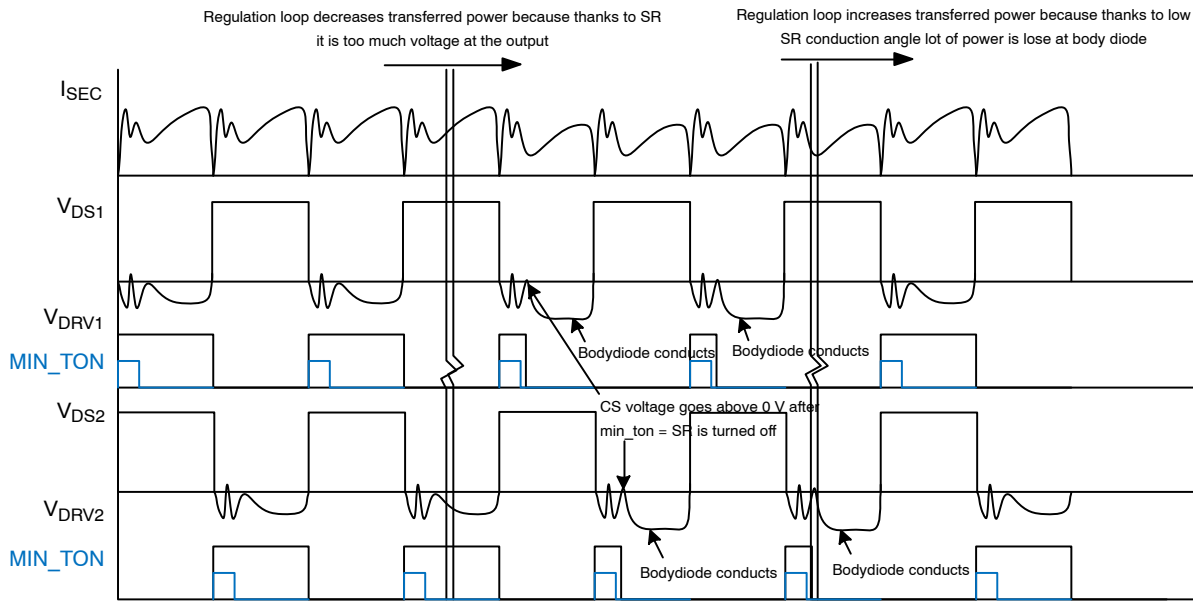 Regulation loop decreases transferred power because thanks to SR
it is too much voltage at the output
Regulation loop increases transferred power because thanks to low
SR conduction angle lot of power is lose at body diode
ISEC
VDS1
VDRV1
MIN_TON
Bodydiode conducts
Bodydiode conducts
CS voltage goes above 0 V after
min_ton = SR is turned off
VDS2
VDRV2
MIN_TON
Bodydiode conducts
Bodydiode conducts